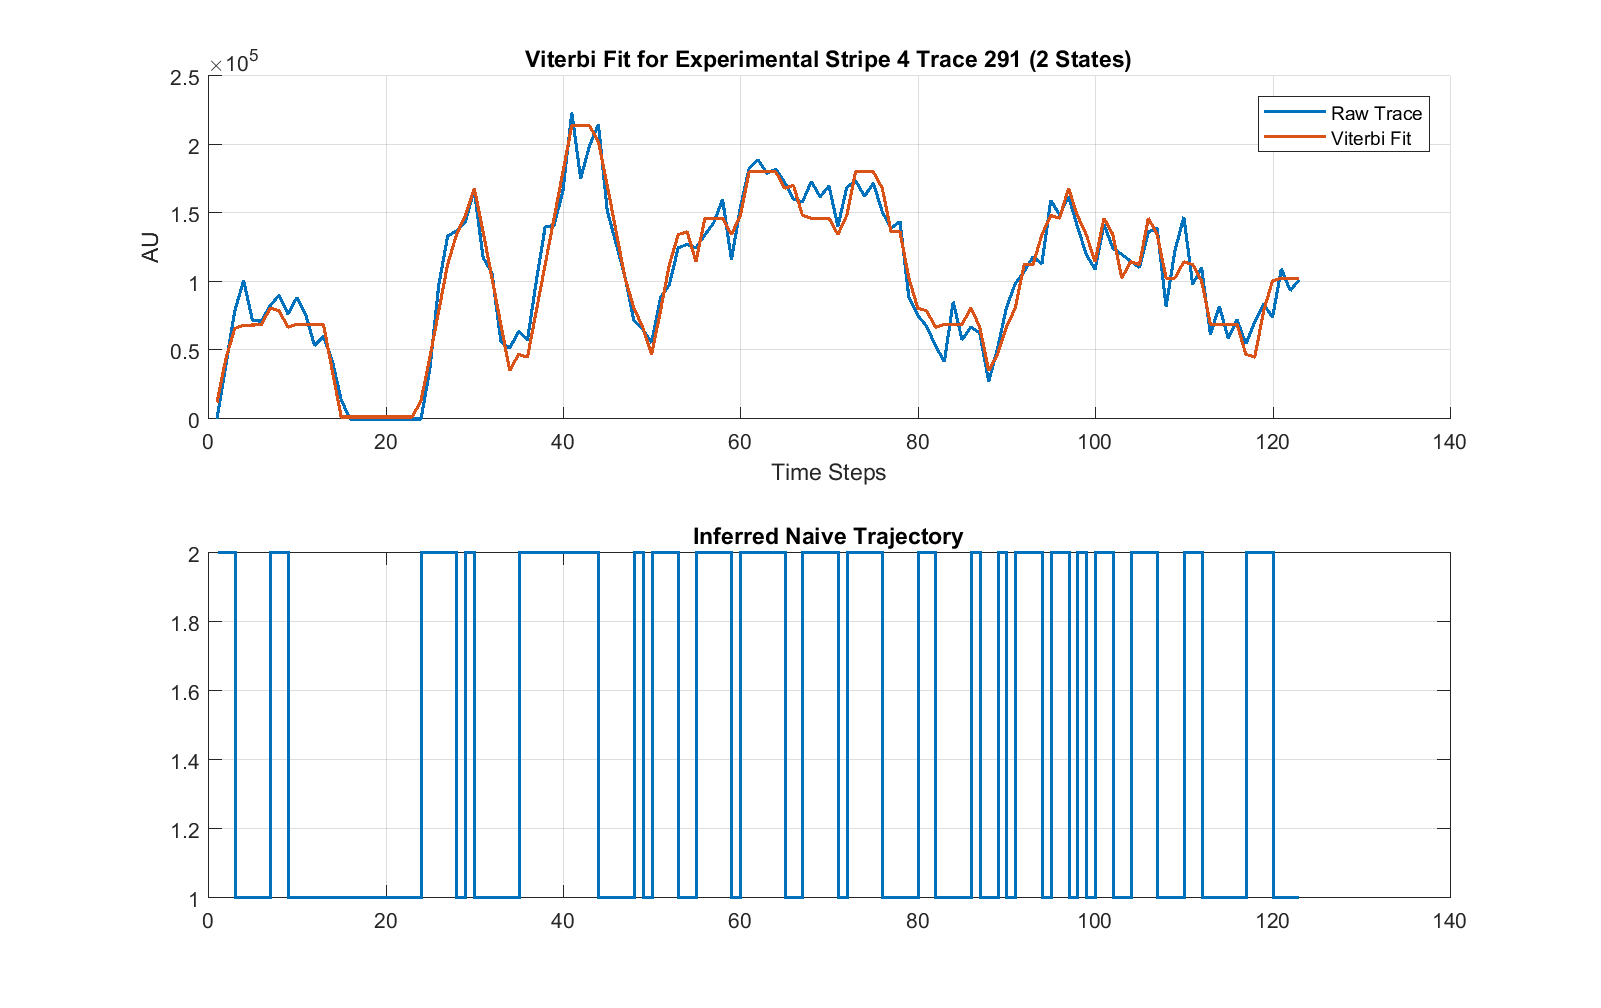 Viterbi Fit for Experimental Stripe 4 Trace 291 (2 States)
×10^5
2.5
2
1.5
1
0.5
0
AU
Raw Trace
Viterbi Fit
0 20 40 60 80 100 120 140
Time Steps
Inferred Naive Trajectory
2
1.8
1.6
1.4
1.2
1
0 20 40 60 80 100 120 140